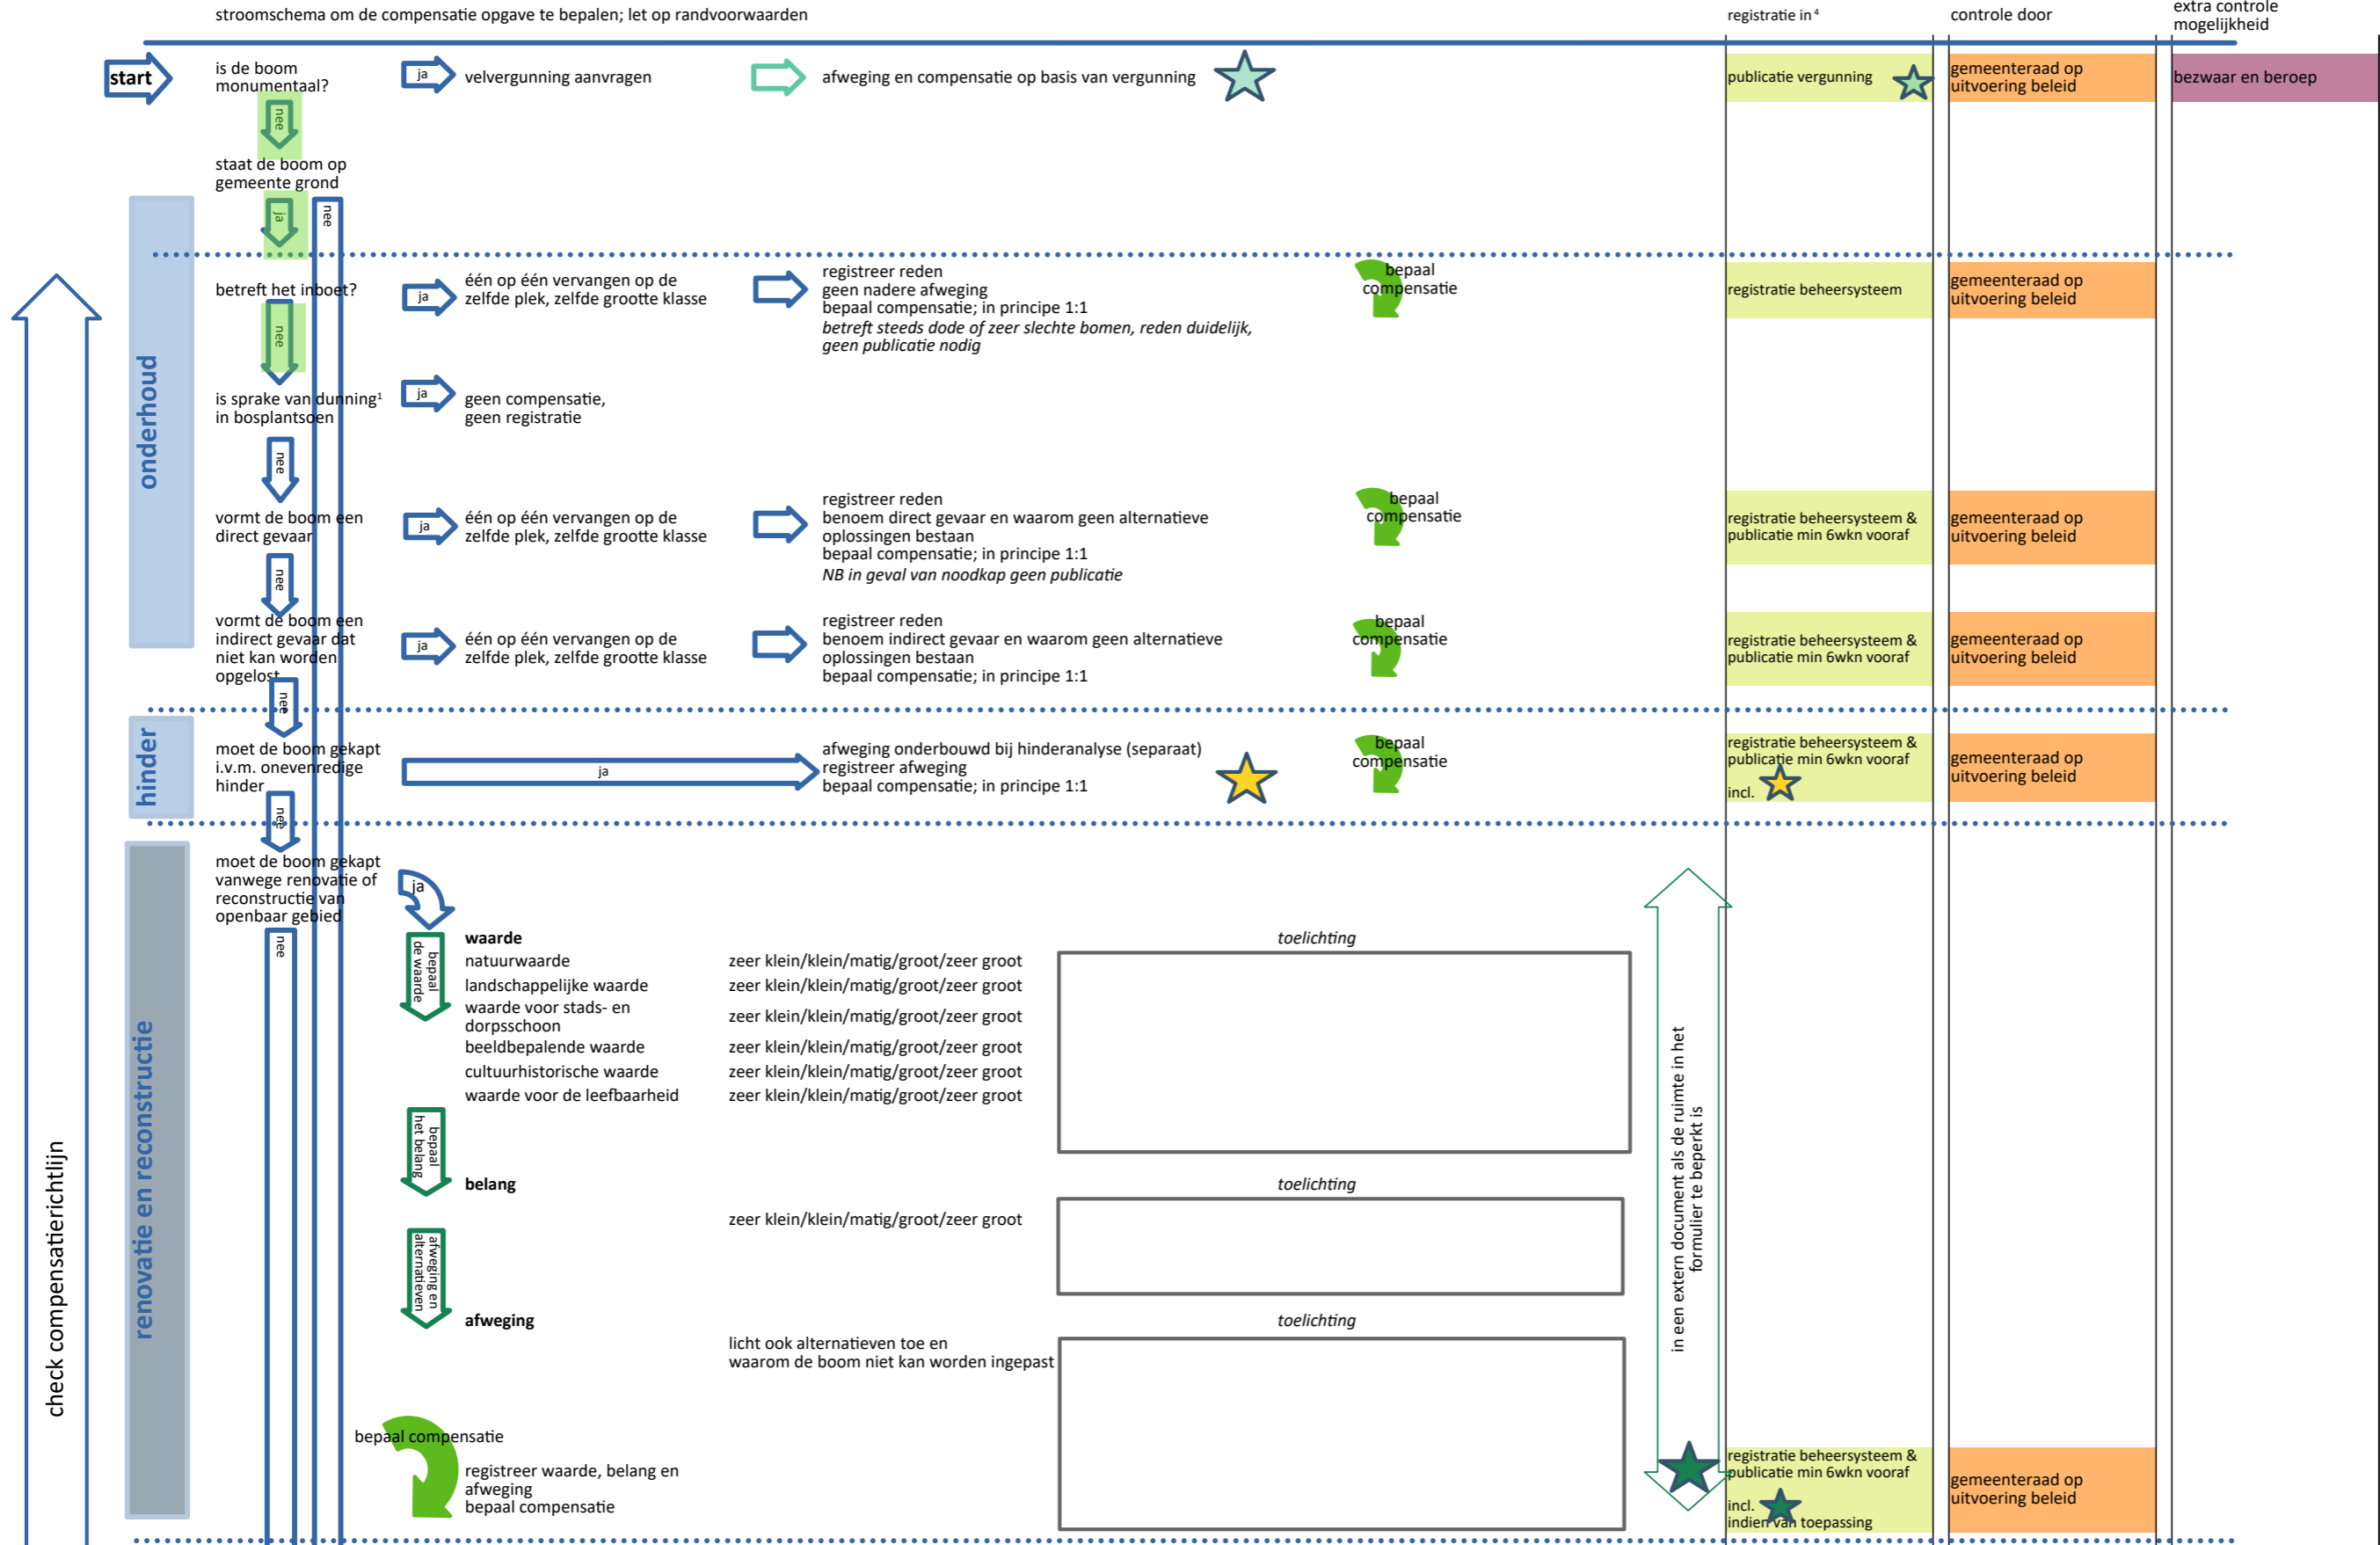 stroomschema om de compensatie opgave te bepalen; let op randvoorwaarden
registratie in 4
controle door
extra controle
mogelijkheid
start
is de boom
monumentaal?
ja
velvergunning aanvragen
afweging en compensatie op basis van vergunning
publicatie vergunning
gemeenteraad op
uitvoering beleid
bezwaar en beroep
nee
staat de boom op
gemeente grond
ja
nee
onderhoud
betreft het inboet?
ja
één op één vervangen op de
zelfde plek, zelfde grootte klasse
registreer reden
geen nadere afweging
bepaal compensatie; in principe 1:1
betreft steeds dode of zeer slechte bomen, reden duidelijk,
geen publicatie nodig
bepaal
compensatie
registratie beheersysteem
gemeenteraad op
uitvoering beleid
nee
is sprake van dunning1
in bosplantsoen
ja
geen compensatie,
geen registratie
nee
vormt de boom een
direct gevaar
ja
één op één vervangen op de
zelfde plek, zelfde grootte klasse
registreer reden
benoem direct gevaar en waarom geen alternatieve
oplossingen bestaan
bepaal compensatie; in principe 1:1
NB in geval van noodkap geen publicatie
bepaal
compensatie
registratie beheersysteem &
publicatie min 6wkn vooraf
gemeenteraad op
uitvoering beleid
nee
vormt de boom een
indirect gevaar dat
niet kan worden
opgelost
ja
één op één vervangen op de
zelfde plek, zelfde grootte klasse
registreer reden
benoem indirect gevaar en waarom geen alternatieve
oplossingen bestaan
bepaal compensatie; in principe 1:1
bepaal
compensatie
registratie beheersysteem &
publicatie min 6wkn vooraf
gemeenteraad op
uitvoering beleid
nee
hinder
moet de boom gekapt
i.v.m. onevenredige
hinder
ja
afweging onderbouwd bij hinderanalyse (separaat)
registreer afweging
bepaal compensatie; in principe 1:1
bepaal
compensatie
registratie beheersysteem &
publicatie min 6wkn vooraf
incl.
gemeenteraad op
uitvoering beleid
nee
renovatie en reconstructie
moet de boom gekapt
vanwege renovatie of
reconstructie van
openbaar gebied
ja
nee
bepaal
de waarde
waarde
toelichting
natuurwaarde
zeer klein/klein/matig/groot/zeer groot
landschappelijke waarde
zeer klein/klein/matig/groot/zeer groot
waarde voor stads- en
dorpsschoon
zeer klein/klein/matig/groot/zeer groot
beeldbepalende waarde
zeer klein/klein/matig/groot/zeer groot
cultuurhistorische waarde
zeer klein/klein/matig/groot/zeer groot
waarde voor de leefbaarheid
zeer klein/klein/matig/groot/zeer groot
bepaal
het belang
belang
toelichting
zeer klein/klein/matig/groot/zeer groot
afweging en
alternatieven
afweging
toelichting
licht ook alternatieven toe en
waarom de boom niet kan worden ingepast
bepaal compensatie
registreer waarde, belang en
afweging
bepaal compensatie
in een extern document als de ruimte in het
formulier te beperkt is
registratie beheersysteem &
publicatie min 6wkn vooraf
incl.
indien van toepassing
gemeenteraad op
uitvoering beleid
check compensatierichtlijn